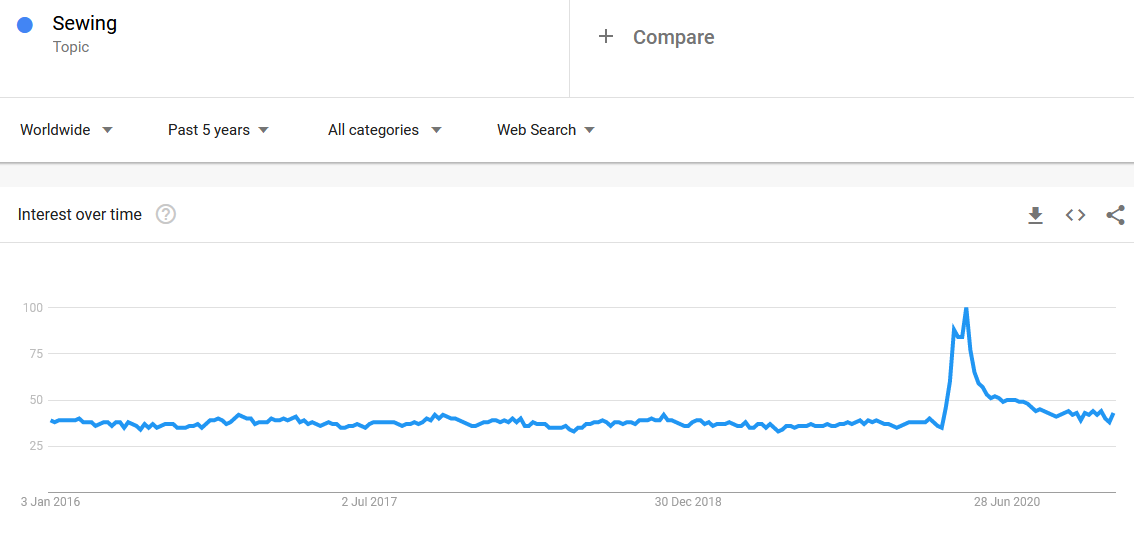 Sewing
Topic
+ Compare
Worldwide
Past 5 years
All categories
Web Search
Interest over time ?
100
75
50
25
3 Jan 2016
2 Jul 2017
30 Dec 2018
28 Jun 2020